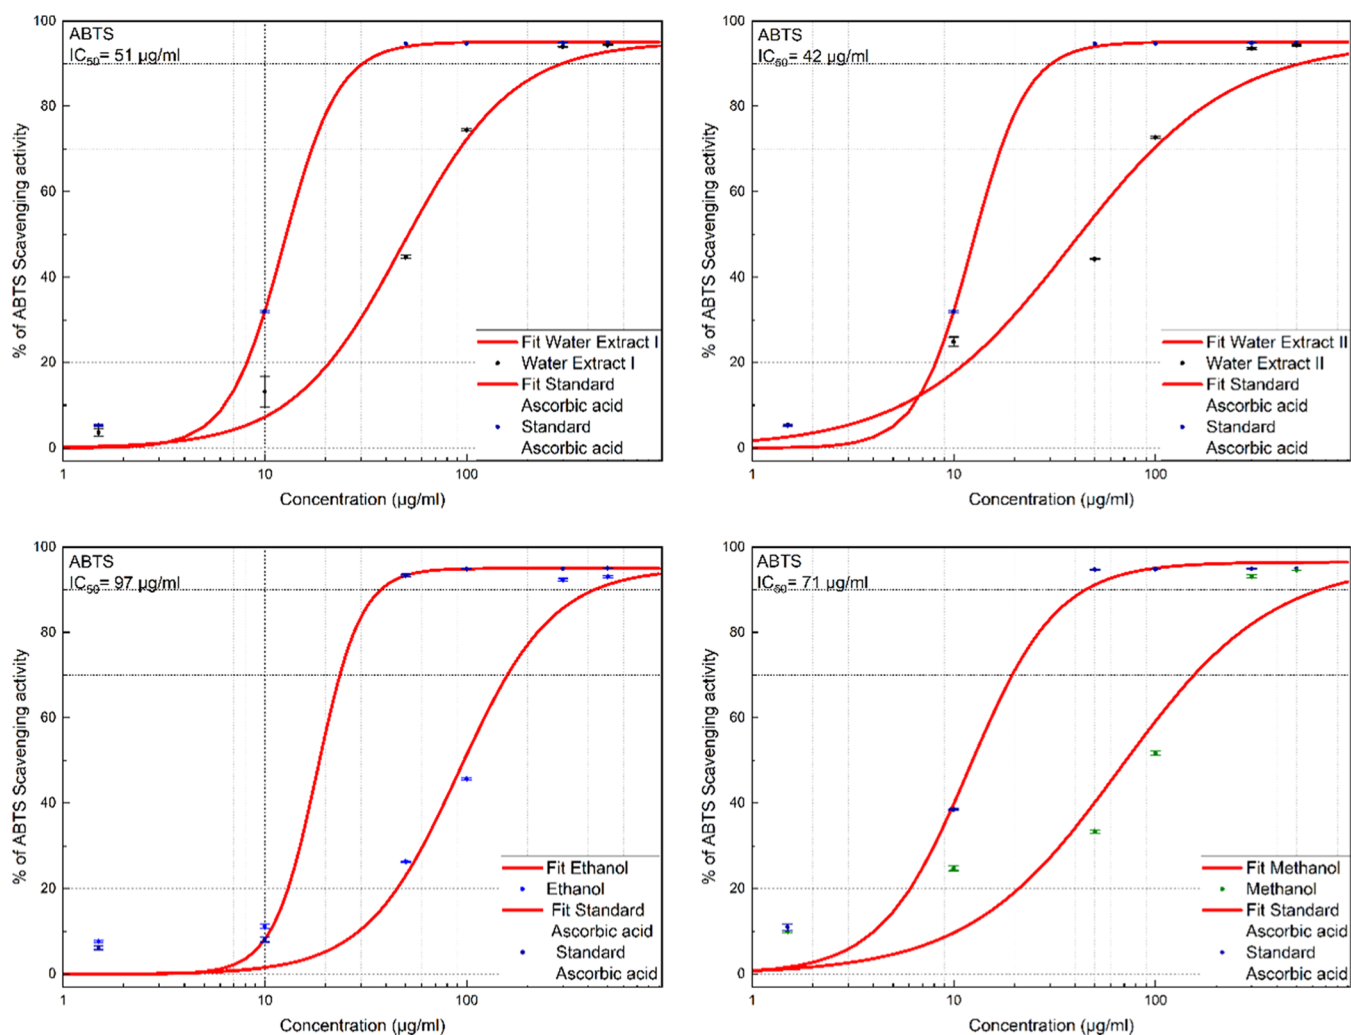 100
80
60
40
20
0
% of ABTS Scavenging activity
ABTS
IC50= 51 µg/ml
Fit Water Extract I
Water Extract I
Fit Standard
Ascorbic acid
Standard
Ascorbic acid
1 10 100
Concentration (µg/ml)
100
80
60
40
20
0
% of ABTS Scavenging activity
ABTS
IC50= 42 µg/ml
Fit Water Extract II
Water Extract II
Fit Standard
Ascorbic acid
Standard
Ascorbic acid
1 10 100
Concentration (µg/ml)
100
80
60
40
20
0
% of ABTS Scavenging activity
ABTS
IC50= 97 µg/ml
Fit Ethanol
Ethanol
Fit Standard
Ascorbic acid
Standard
Ascorbic acid
1 10 100
Concentration (µg/ml)
100
80
60
40
20
0
% of ABTS Scavenging activity
ABTS
IC50= 71 µg/ml
Fit Methanol
Methanol
Fit Standard
Ascorbic acid
Standard
Ascorbic acid
1 10 100
Concentration (µg/ml)